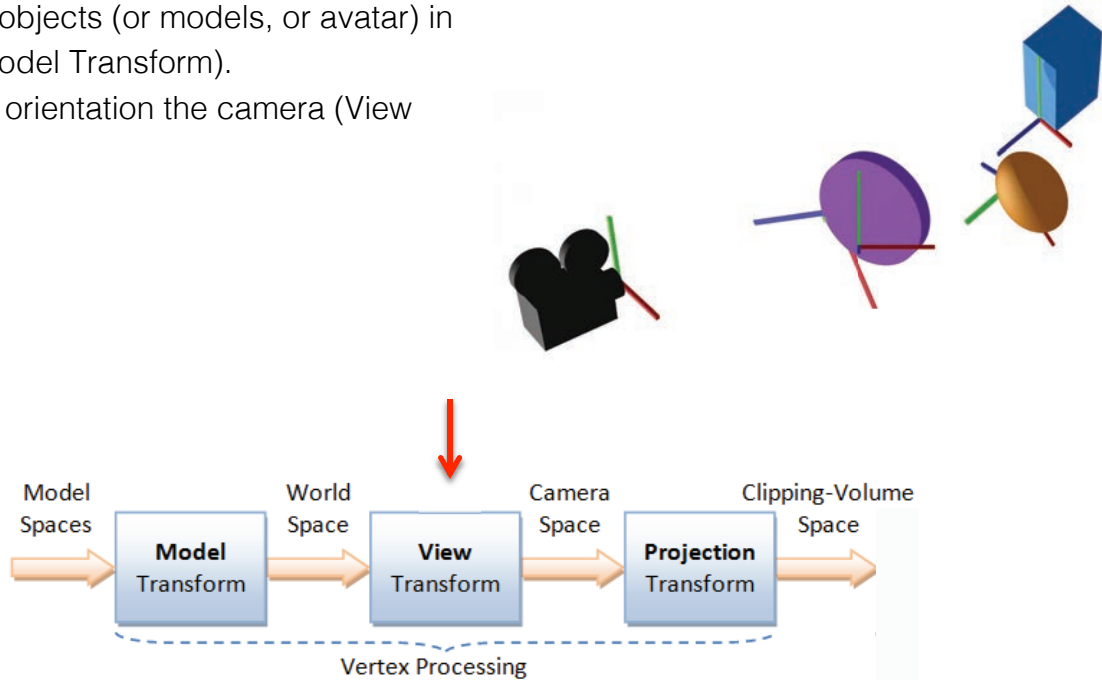 objects (or models, or avatar) in
odel Transform).
orientation the camera (View
Model
Spaces
World
Space
Camera
Space
Clipping-Volume
Space
Model
Transform
View
Transform
Projection
Transform
Vertex Processing